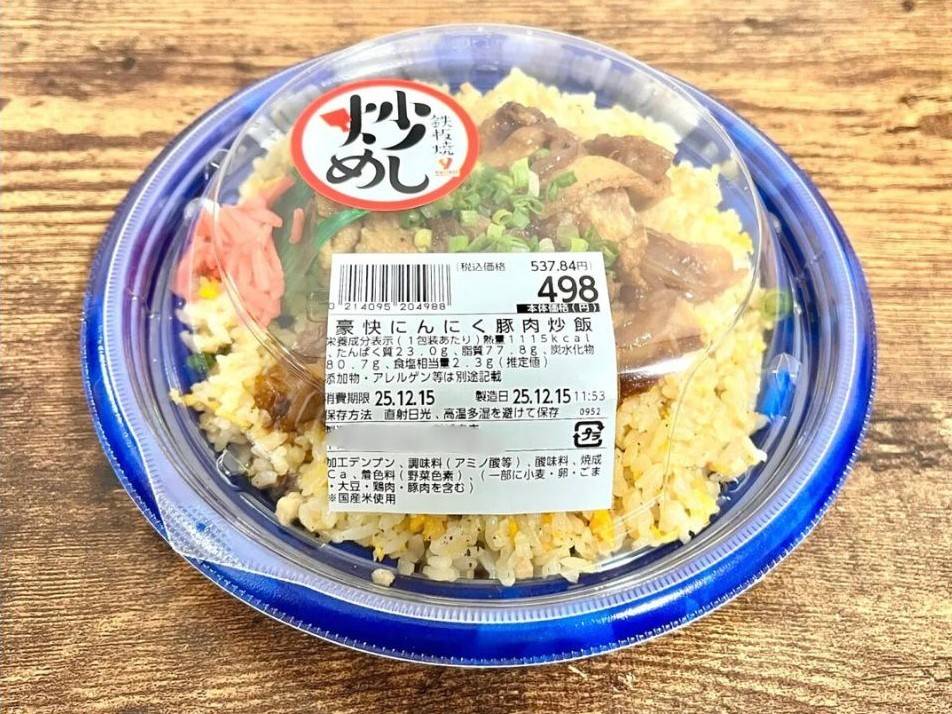 鉄板焼
炒めし
(税込価格 537.84円)
498
本体価格(円)
0 214095 204988
豪快にんにく豚肉炒飯
栄養成分表示(1包装あたり)熱量1115kcal
、たんぱく質23.0g、脂質77.8g、炭水化物
80.7g、食塩相当量2.3g(推定値)
添加物・アレルゲン等は別途記載
消費期限 25.12.15 製造日 25.12.15 11:53
保存方法 直射日光、高温多湿を避けて保存 0952
プラ
加工デンプン、調味料(アミノ酸等)、酸味料、焼成
Ca、着色料(野菜色素)、(一部に小麦・卵・ごま
・大豆・鶏肉・豚肉を含む)
※国産米使用